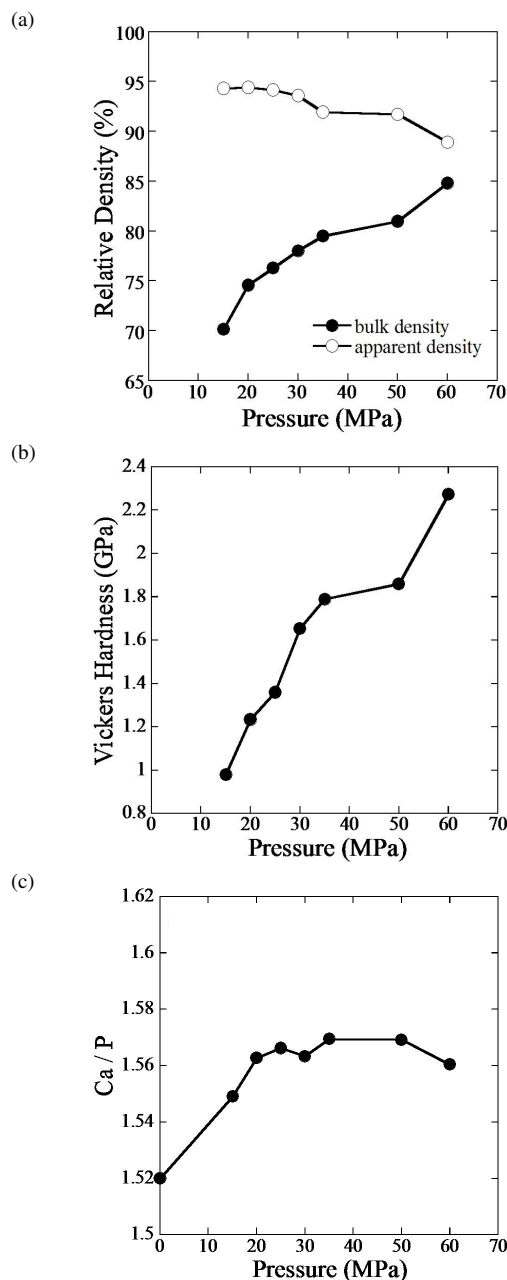 (a)
100
95
90
85
80
75
70
65
Relative Density (%)
bulk density
apparent density
0 10 20 30 40 50 60 70
Pressure (MPa)
(b)
2.4
2.2
2
1.8
1.6
1.4
1.2
1
0.8
Vickers Hardness (GPa)
0 10 20 30 40 50 60 70
Pressure (MPa)
(c)
1.62
1.6
1.58
1.56
1.54
1.52
1.5
Ca / P
0 10 20 30 40 50 60 70
Pressure (MPa)